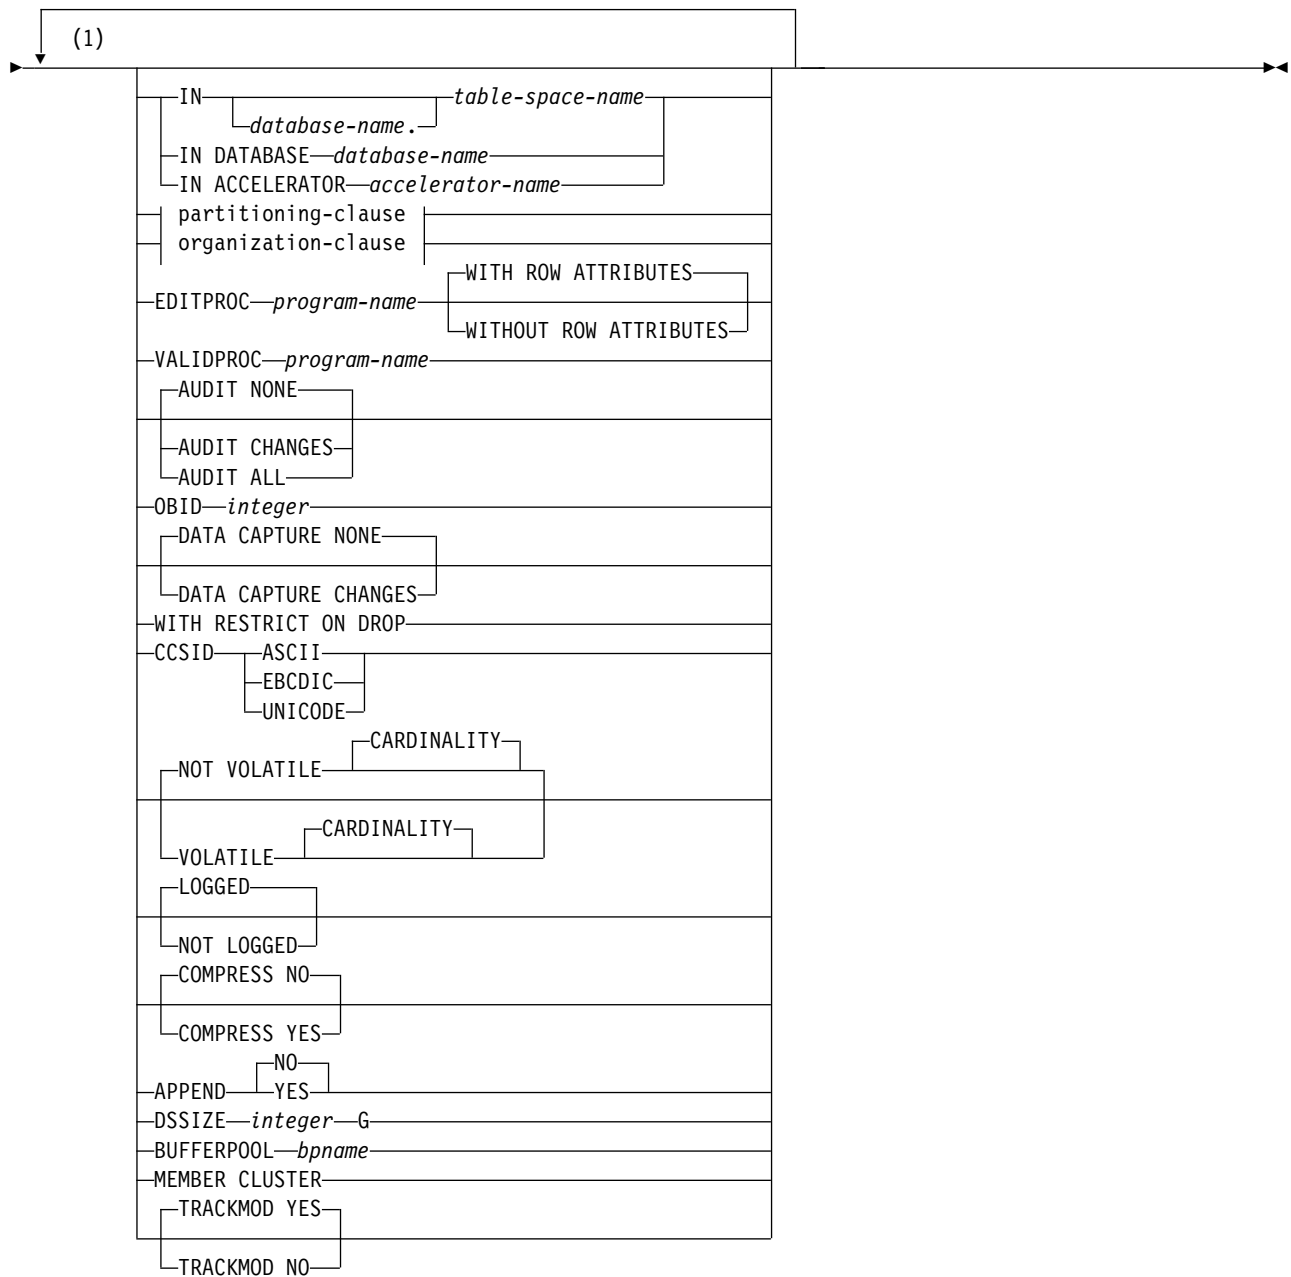 (1)
IN table-space-name
database-name.
IN DATABASE database-name
IN ACCELERATOR accelerator-name
partitioning-clause
organization-clause
WITH ROW ATTRIBUTES
EDITPROC program-name
WITHOUT ROW ATTRIBUTES
VALIDPROC program-name
AUDIT NONE
AUDIT CHANGES
AUDIT ALL
OBID integer
DATA CAPTURE NONE
DATA CAPTURE CHANGES
WITH RESTRICT ON DROP
CCSID ASCII
EBCDIC
UNICODE
CARDINALITY
NOT VOLATILE
CARDINALITY
VOLATILE
LOGGED
NOT LOGGED
COMPRESS NO
COMPRESS YES
NO
APPEND YES
DSSIZE integer G
BUFFERPOOL bpname
MEMBER CLUSTER
TRACKMOD YES
TRACKMOD NO